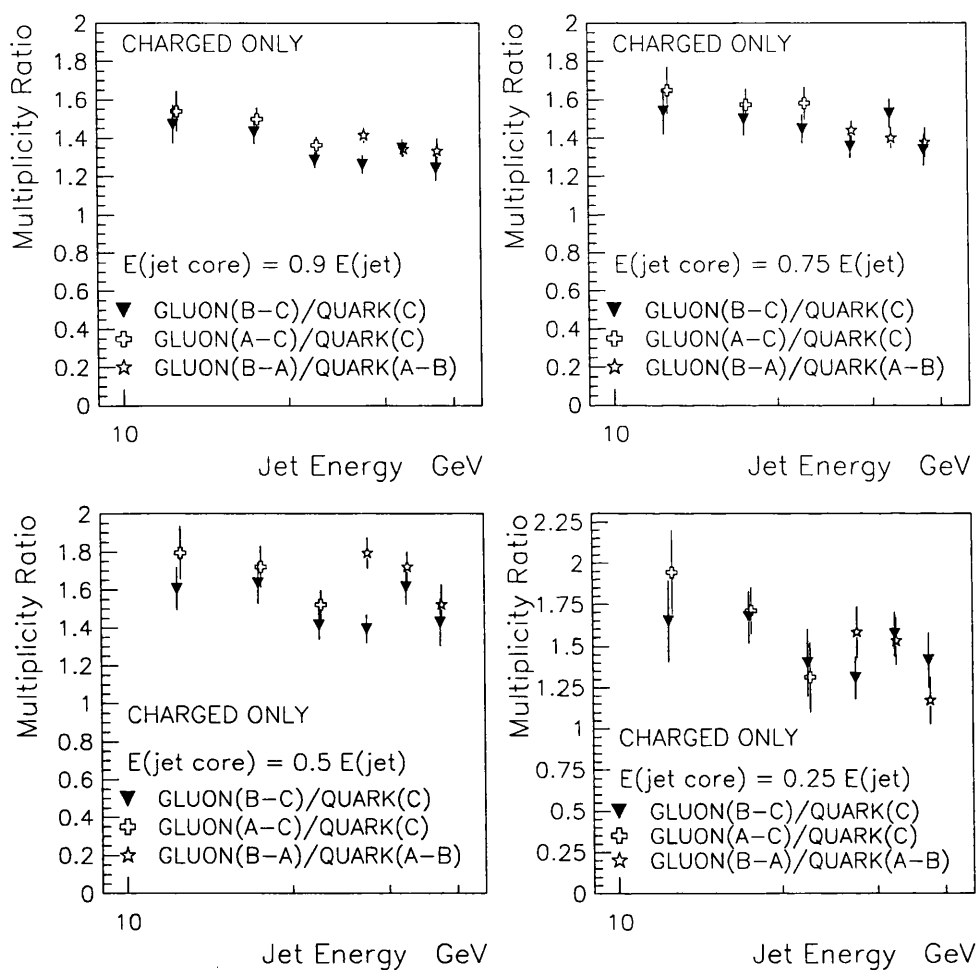 Multiplicity Ratio
2
1.8
1.6
1.4
1.2
1
0.8
0.6
0.4
0.2
0
CHARGED ONLY
E(jet core) = 0.9 E(jet)
GLUON(B−C)/QUARK(C)
GLUON(A−C)/QUARK(C)
GLUON(B−A)/QUARK(A−B)
10
Jet Energy GeV
Multiplicity Ratio
2
1.8
1.6
1.4
1.2
1
0.8
0.6
0.4
0.2
0
CHARGED ONLY
E(jet core) = 0.75 E(jet)
GLUON(B−C)/QUARK(C)
GLUON(A−C)/QUARK(C)
GLUON(B−A)/QUARK(A−B)
10
Jet Energy GeV
Multiplicity Ratio
2
1.8
1.6
1.4
1.2
1
0.8
0.6
0.4
0.2
0
CHARGED ONLY
E(jet core) = 0.5 E(jet)
GLUON(B−C)/QUARK(C)
GLUON(A−C)/QUARK(C)
GLUON(B−A)/QUARK(A−B)
10
Jet Energy GeV
Multiplicity Ratio
2.25
2
1.75
1.5
1.25
1
0.75
0.5
0.25
0
CHARGED ONLY
E(jet core) = 0.25 E(jet)
GLUON(B−C)/QUARK(C)
GLUON(A−C)/QUARK(C)
GLUON(B−A)/QUARK(A−B)
10
Jet Energy GeV